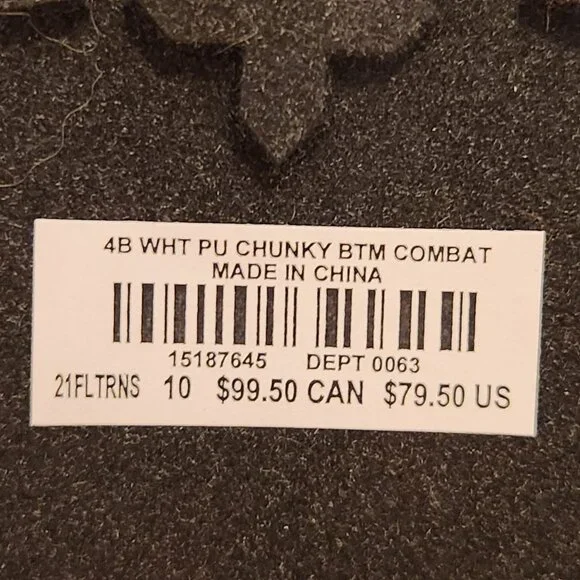 4B WHT PU CHUNKY BTM COMBAT
MADE IN CHINA
15187645 DEPT 0063
21FLTRNS 10 $99.50 CAN $79.50 US